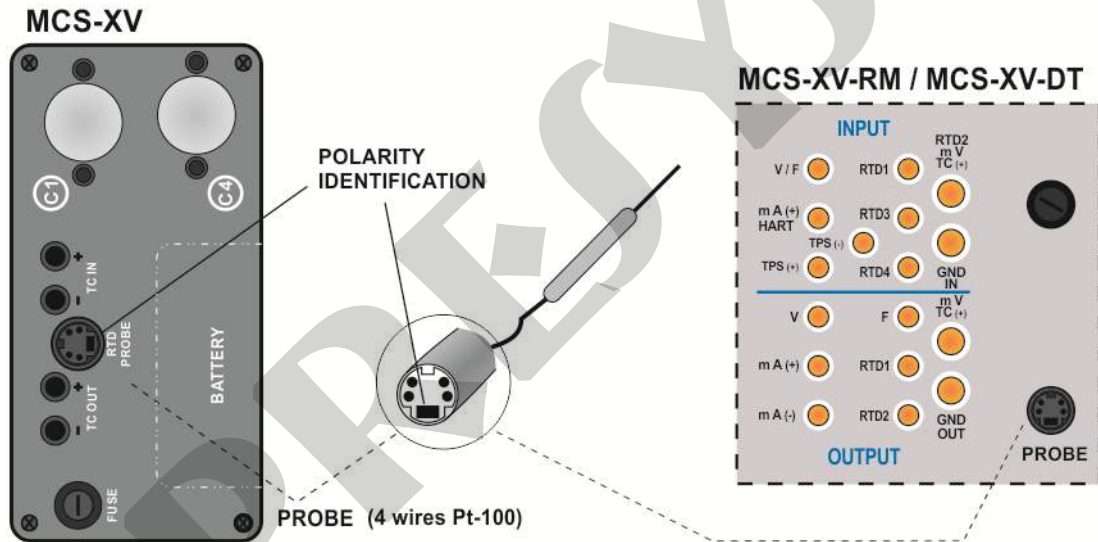 MCS-XV
C1
C4
+
TC IN
-
RTD
PROBE
+
TC OUT
-
FUSE
BATTERY
POLARITY
IDENTIFICATION
PROBE (4 wires Pt-100)
MCS-XV-RM / MCS-XV-DT
INPUT
V / F
RTD1
RTD2
m V
TC (+)
m A (+)
HART
RTD3
TPS (-)
TPS (+)
RTD4
GND
IN
V
F
m V
TC (+)
m A (+)
RTD1
m A (-)
RTD2
GND
OUT
OUTPUT
PROBE
PRESYS